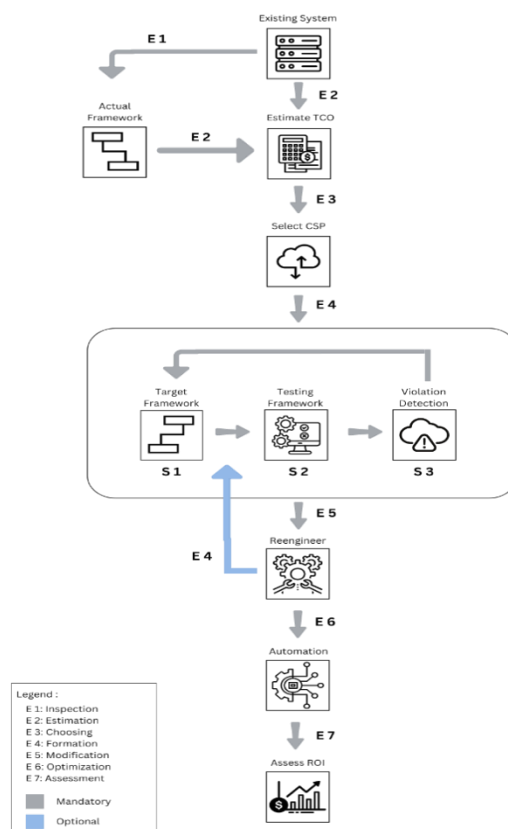 Existing System
E 1
E 2
Actual
Framework
E 2
Estimate TCO
E 3
Select CSP
E 4
Target
Framework
Testing
Framework
Violation
Detection
S 1
S 2
S 3
E 5
E 4
Reengineer
E 6
Automation
E 7
Assess ROI
Legend :
E 1: Inspection
E 2: Estimation
E 3: Choosing
E 4: Formation
E 5: Modification
E 6: Optimization
E 7: Assessment
Mandatory
Optional